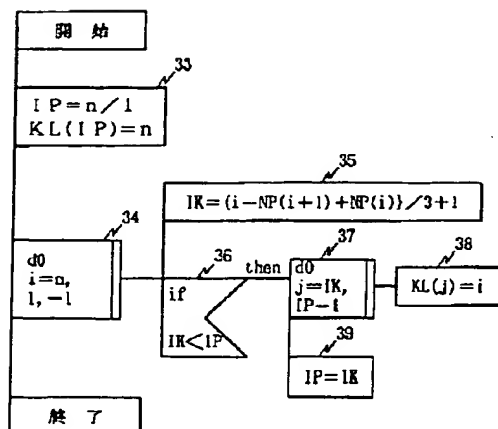 開 始
33
IP=n/l
KL(IP)=n
35
IK={i-NP(i+1)+NP(i)}/3+1
34
d0
i=n,
1,-1
36
if
IK<IP
then
37
d0
j=IK,
IP-1
38
KL(j)=i
39
IP=IK
終 了